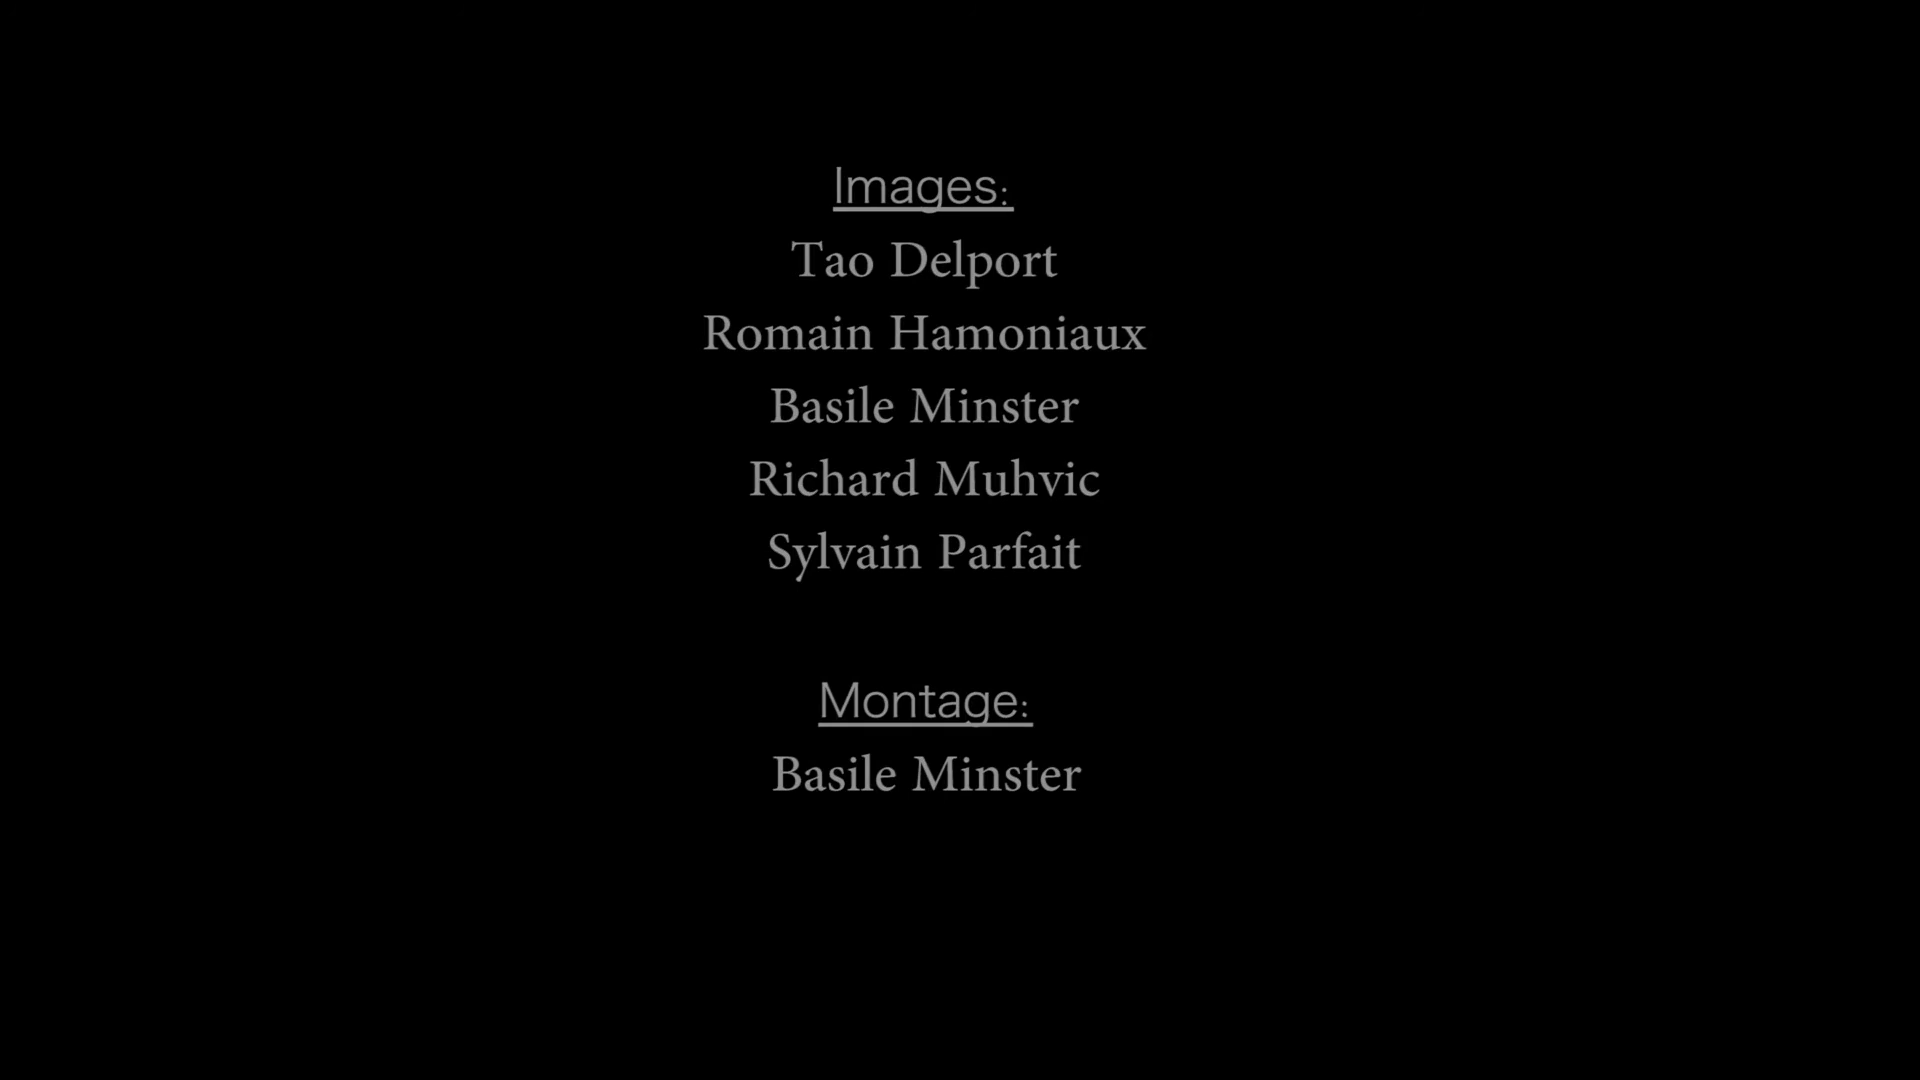 Images:
Tao Delport
Romain Hamoniaux
Basile Minster
Richard Muhvic
Sylvain Parfait
Montage:
Basile Minster